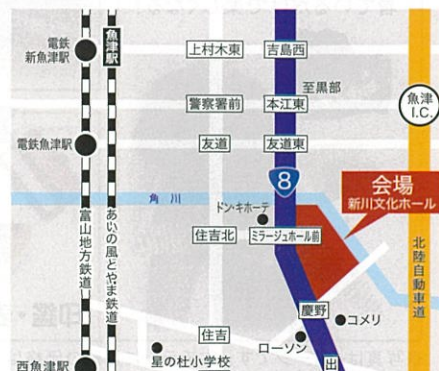 電鉄
新魚津駅
魚津駅
上村木東
吉島西
至黒部
警察署前
本江東
魚津
I.C.
電鉄魚津駅
友道
友道東
8
会場
新川文化ホール
角川
ドン・キホーテ
住吉北
ミラージュホール前
富山地方鉄道
あいの風とやま鉄道
北陸自動車道
慶野
コメリ
住吉
ローソン
星の杜小学校
西魚津駅
出
印鑑・